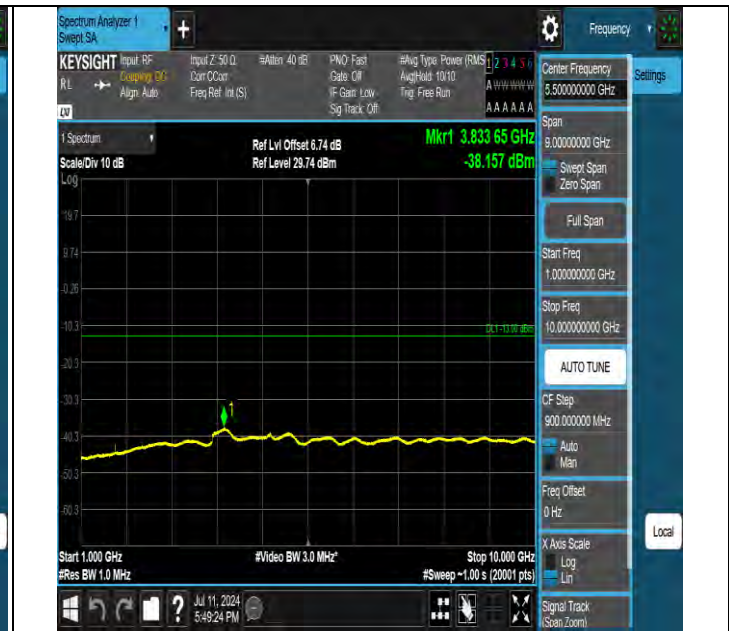 Spectrum Analyzer 1
Swept SA
+
Frequency
KEYSIGHT
RL
Input: RF
Coupling: DC
Align: Auto
Input Z: 50 Ω
Corr CCorr
Freq Ref: Int (S)
#Atten: 40 dB
PNO: Fast
Gate: Off
IF Gain: Low
Sig Track: Off
#Avg Type: Power (RMS
Avg|Hold: 10/10
Trig: Free Run
1 2 3 4 5 6
A W W W W W
A A A A A A
1 Spectrum
Scale/Div 10 dB
Log
Ref Lvl Offset 6.74 dB
Ref Level 29.74 dBm
Mkr1 3.833 65 GHz
-38.157 dBm
19.7
9.74
-0.26
-10.3
-20.3
-30.3
-40.3
-50.3
-60.3
DL1 -13.00 dBm
1
Start 1.000 GHz
#Res BW 1.0 MHz
#Video BW 3.0 MHz*
Stop 10.000 GHz
#Sweep ~1.00 s (20001 pts)
?
Jul 11, 2024
5:49:24 PM
Center Frequency
5.500000000 GHz
Settings
Span
9.00000000 GHz
Swept Span
Zero Span
Full Span
Start Freq
1.000000000 GHz
Stop Freq
10.000000000 GHz
AUTO TUNE
CF Step
900.000000 MHz
Auto
Man
Freq Offset
0 Hz
X Axis Scale
Log
Lin
Local
Signal Track
(Span Zoom)